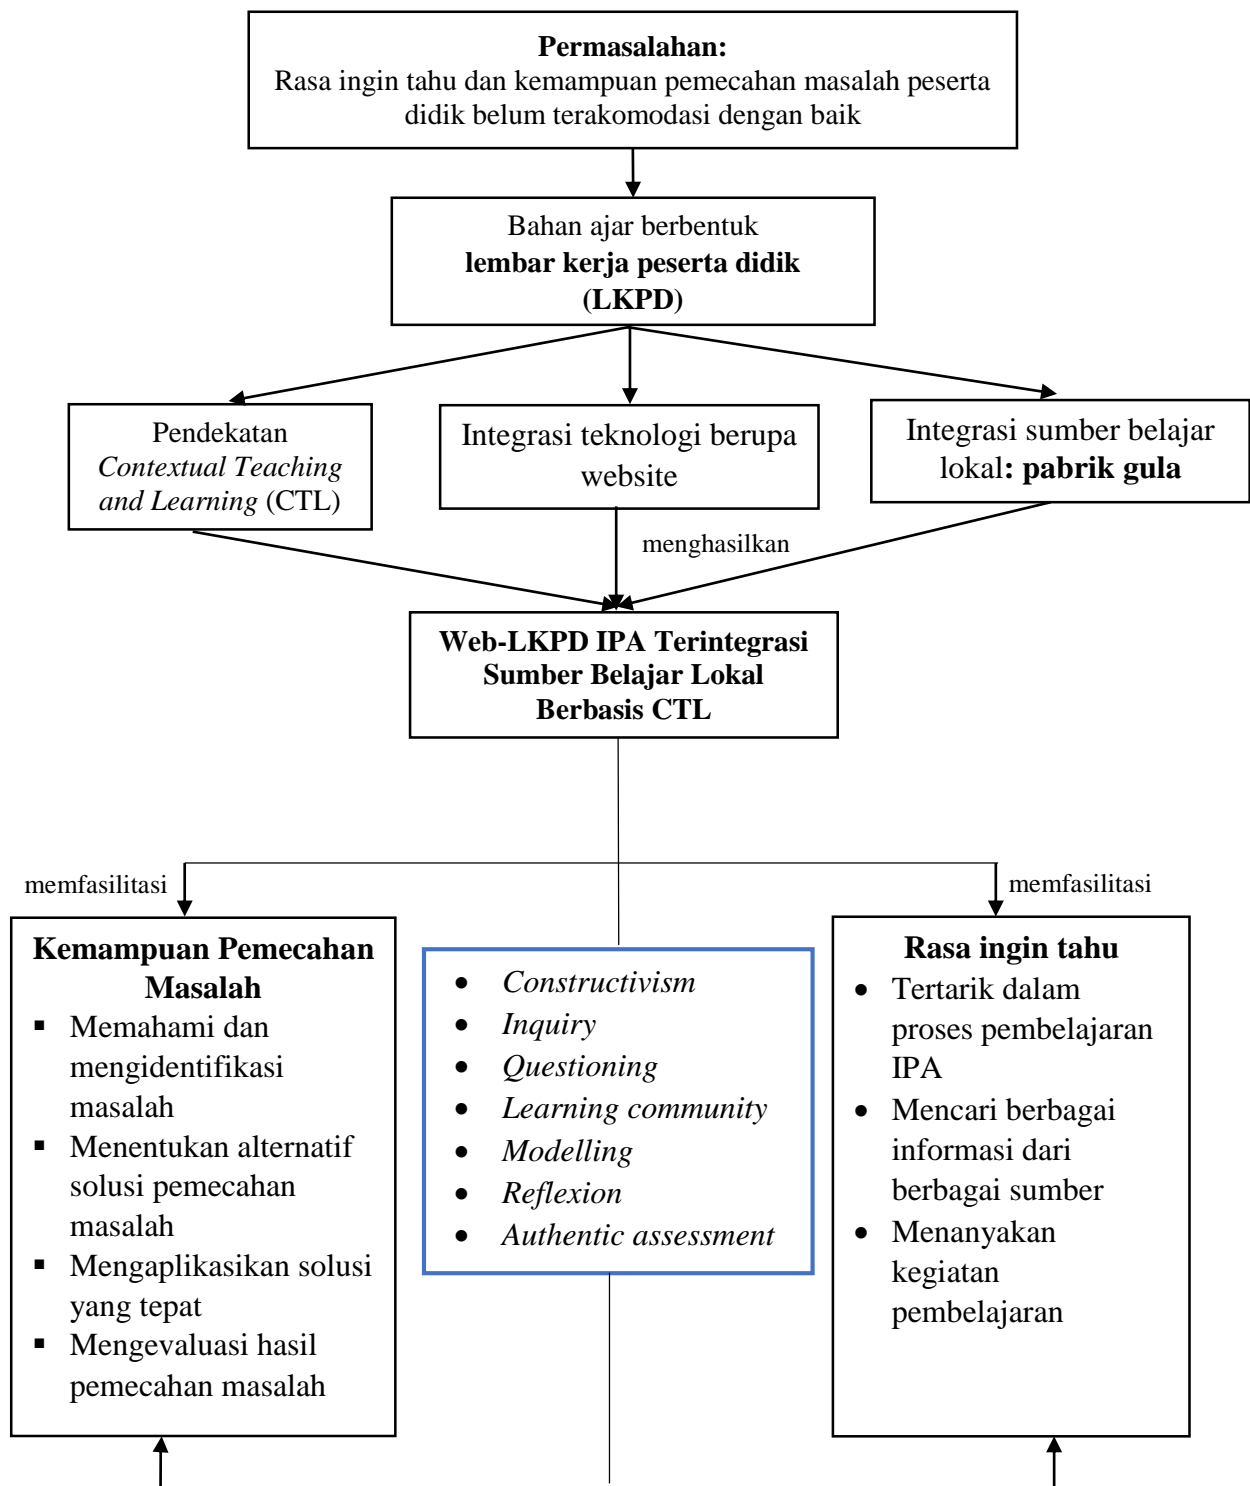 Permasalahan:
Rasa ingin tahu dan kemampuan pemecahan masalah peserta
didik belum terakomodasi dengan baik
Bahan ajar berbentuk
lembar kerja peserta didik
(LKPD)
Pendekatan
Contextual Teaching
and Learning (CTL)
Integrasi teknologi berupa
website
Integrasi sumber belajar
lokal: pabrik gula
menghasilkan
Web-LKPD IPA Terintegrasi
Sumber Belajar Lokal
Berbasis CTL
memfasilitasi
memfasilitasi
Kemampuan Pemecahan
Masalah
▪ Memahami dan
mengidentifikasi
masalah
▪ Menentukan alternatif
solusi pemecahan
masalah
▪ Mengaplikasikan solusi
yang tepat
▪ Mengevaluasi hasil
pemecahan masalah
• Constructivism
• Inquiry
• Questioning
• Learning community
• Modelling
• Reflexion
• Authentic assessment
Rasa ingin tahu
• Tertarik dalam
proses pembelajaran
IPA
• Mencari berbagai
informasi dari
berbagai sumber
• Menanyakan
kegiatan
pembelajaran